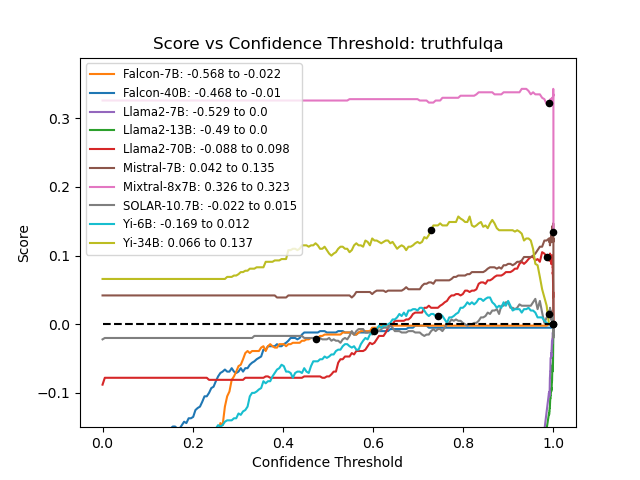 Score vs Confidence Threshold: truthfulqa
Falcon-7B: -0.568 to -0.022
Falcon-40B: -0.468 to -0.01
Llama2-7B: -0.529 to 0.0
Llama2-13B: -0.49 to 0.0
Llama2-70B: -0.088 to 0.098
Mistral-7B: 0.042 to 0.135
Mixtral-8x7B: 0.326 to 0.323
SOLAR-10.7B: -0.022 to 0.015
Yi-6B: -0.169 to 0.012
Yi-34B: 0.066 to 0.137
Score
0.3
0.2
0.1
0.0
−0.1
0.0 0.2 0.4 0.6 0.8 1.0
Confidence Threshold